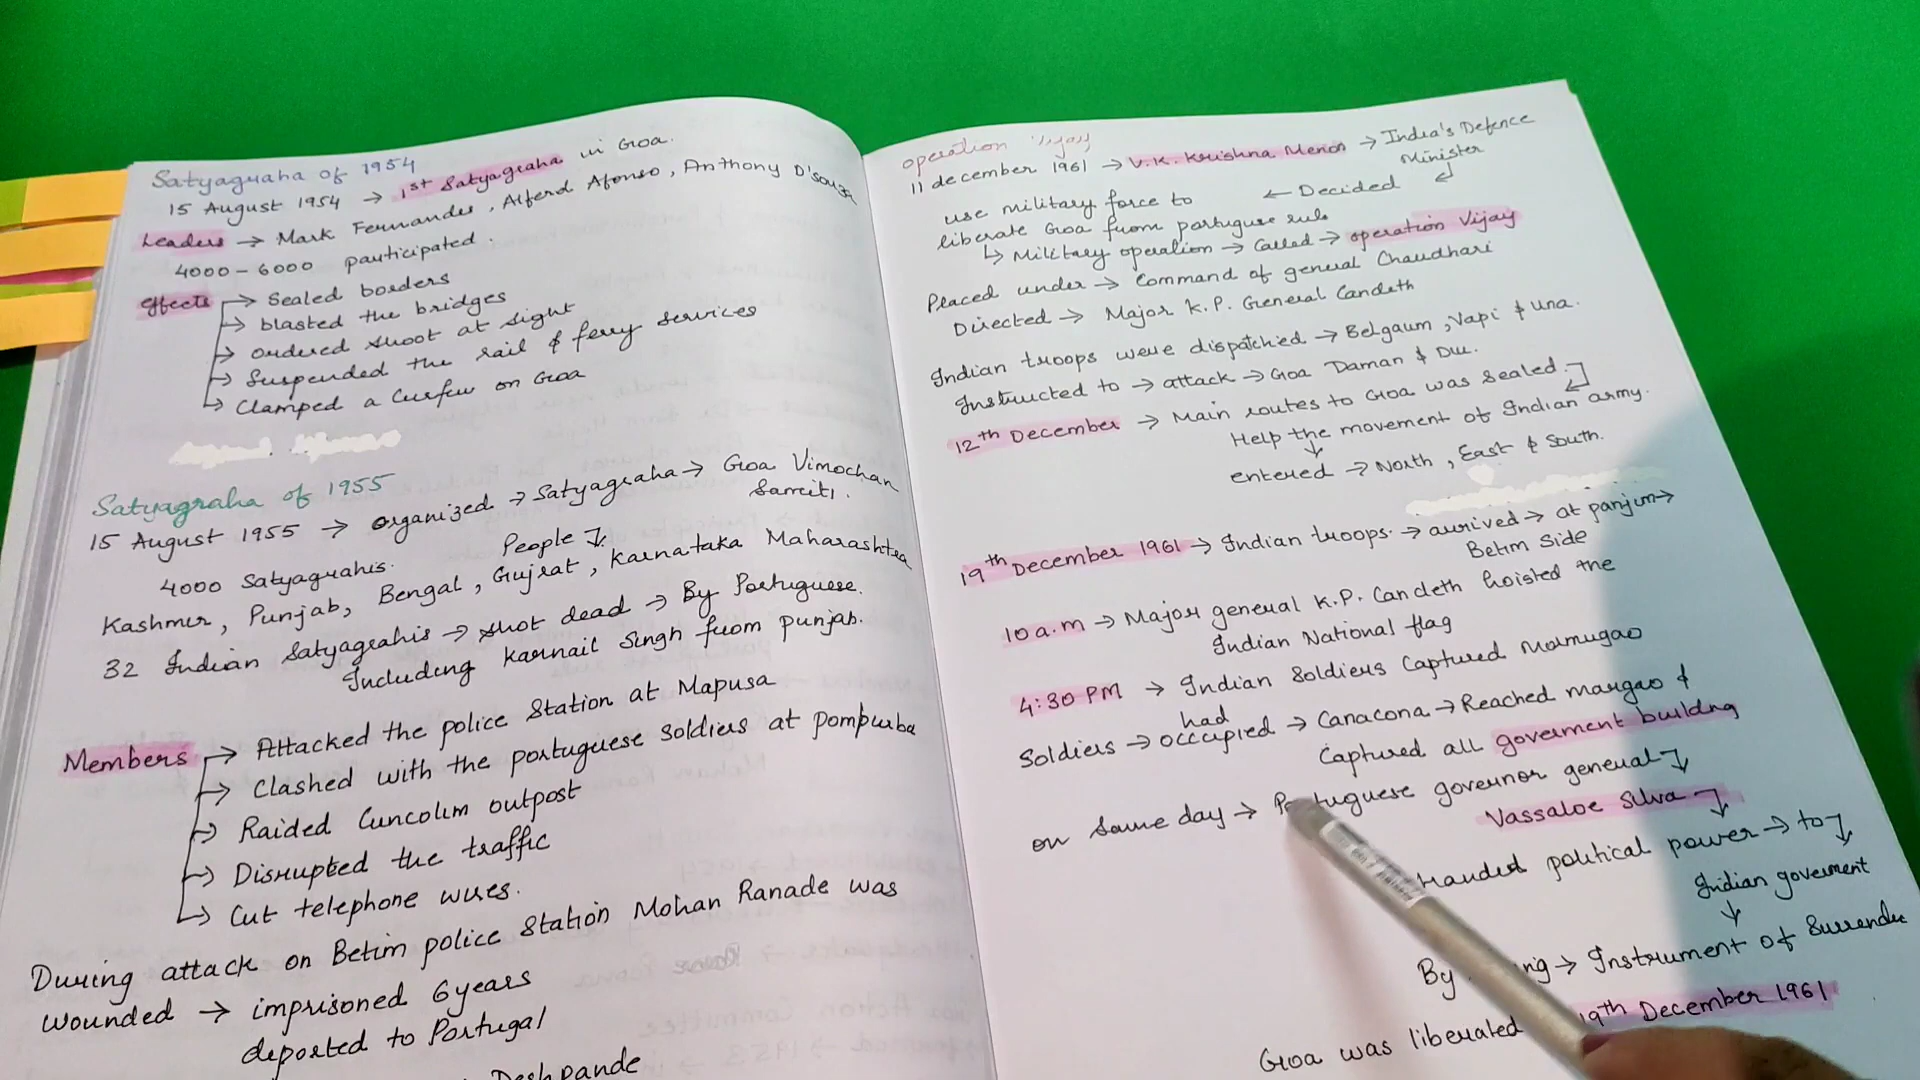 Satyagraha of 1954
15 August 1954 → 1st Satyagraha in Goa.
Leaders → Mark Fernandes, Alferd Afonso, Anthony D'souza
4000-6000 participated.
effects → Sealed borders
→ blasted the bridges
→ ordered shoot at sight
→ Suspended the rail & ferry services
→ Clamped a Curfew on Goa
Satyagraha of 1955
15 August 1955 → organized → Satyagraha → Goa Vimochan
Samiti.
4000 Satyagrahis.
People ↴
Kashmir, Punjab, Bengal, Gujrat, Karnataka Maharashtra
32 Indian Satyagrahis → shot dead → By Portuguese.
Including Karnail Singh from punjab.
Members → Attacked the police Station at Mapusa
→ Clashed with the portuguese Soldiers at pompurba
→ Raided Cuncolim outpost
→ Disrupted the traffic
→ Cut telephone wires.
During attack on Betim police Station Mohan Ranade was
wounded → imprisoned 6 years
deported to Portugal
Deshpande
operation Vijay
11 december 1961 → V.K. Krishna Menon → India's Defence
Minister
← Decided
use military force to
liberate Goa from portugese rule
↳ Military operation → Called → operation Vijay
Placed under → Command of general Chaudhari
Directed → Major K.P. General Candeth
Indian troops were dispatched → Belgaum, Vapi & Una.
Instructed to → attack → Goa Daman & Diu.
12th December → Main routes to Goa was sealed.
Help the movement of Indian army.
entered → North, East & South.
19th December 1961 → Indian troops → arrived → at panjim →
Betim Side
10 a.m → Major general K.P. Candeth hoisted the
Indian National flag
4:30 PM → Indian Soldiers Captured Mormugao
Soldiers → had occupied → Canacona → Reached margao &
Captured all goverment building
on Same day → Portuguese governor general
Vassaloe Silva
political power → to
Indian goverment
By → Instrument of Surrender
Goa was liberated 19th December 1961